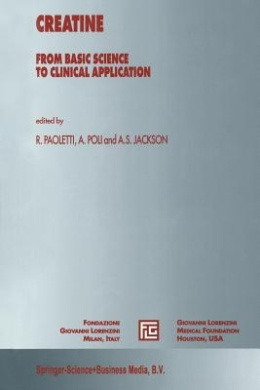 CREATINE
FROM BASIC SCIENCE
TO CLINICAL APPLICATION
edited by
R. PAOLETTI, A. POLI and A.S. JACKSON
FONDAZIONE
GIOVANNI LORENZINI
MILAN, ITALY
FLG
GIOVANNI LORENZINI
MEDICAL FOUNDATION
HOUSTON, USA
Springer-Science+Business Media, B.V.